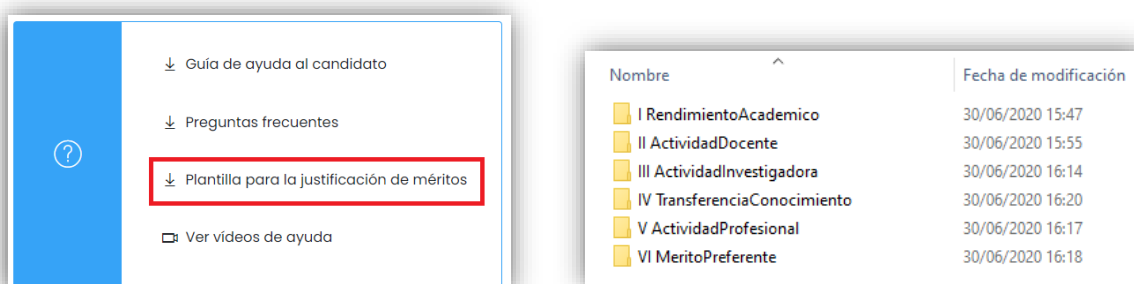 Guía de ayuda al candidato
Preguntas frecuentes
Plantilla para la justificación de méritos
Ver vídeos de ayuda
Nombre Fecha de modificación
I RendimientoAcademico 30/06/2020 15:47
II ActividadDocente 30/06/2020 15:55
III ActividadInvestigadora 30/06/2020 16:14
IV TransferenciaConocimiento 30/06/2020 16:20
V ActividadProfesional 30/06/2020 16:17
VI MeritoPreferente 30/06/2020 16:18